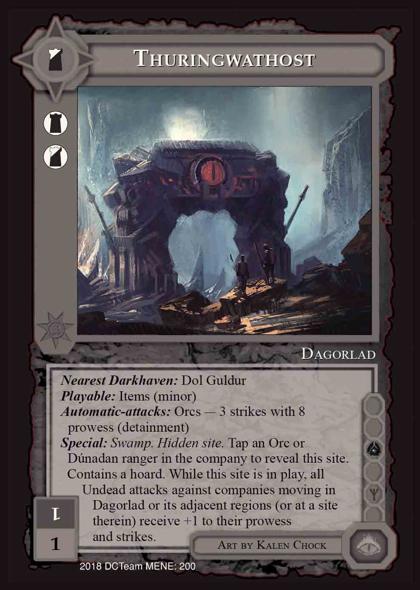 THURINGWATHOST
DAGORLAD
Nearest Darkhaven: Dol Guldur
Playable: Items (minor)
Automatic-attacks: Orcs — 3 strikes with 8
prowess (detainment)
Special: Swamp. Hidden site. Tap an Orc or
Dúnadan ranger in the company to reveal this site.
Contains a hoard. While this site is in play, all
Undead attacks against companies moving in
Dagorlad or its adjacent regions (or at a site
therein) receive +1 to their prowess
and strikes.
1
1
ART BY KALEN CHOCK
2018 DCTeam MENE: 200